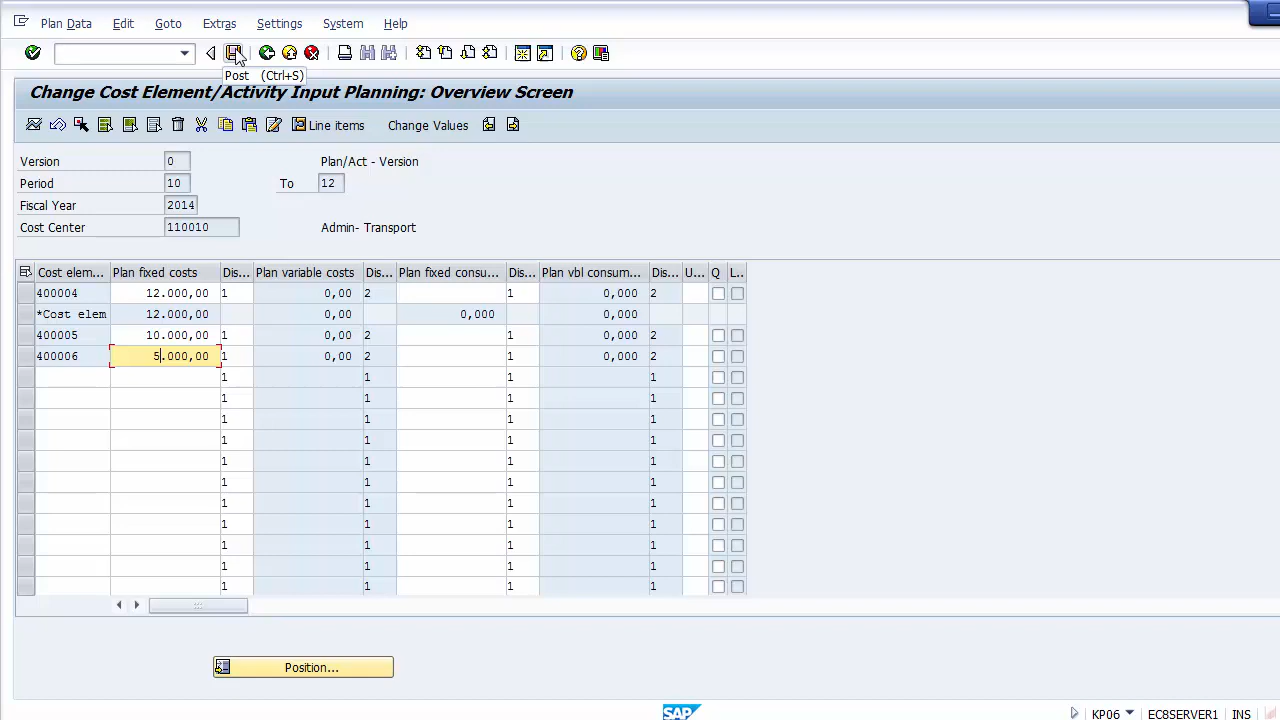 Plan Data Edit Goto Extras Settings System Help
Post (Ctrl+S)
Change Cost Element/Activity Input Planning: Overview Screen
Line items Change Values
Version 0 Plan/Act - Version
Period 10 To 12
Fiscal Year 2014
Cost Center 110010 Admin- Transport
Cost elem... Plan fixed costs Dis... Plan variable costs Dis... Plan fixed consu... Dis... Plan vbl consum... Dis... U... Q L..
400004 12.000,00 1 0,00 2 1 0,000 2
*Cost elem 12.000,00 0,00 0,000 0,000
400005 10.000,00 1 0,00 2 1 0,000 2
400006 5.000,00 1 0,00 2 1 0,000 2
1 1 1 1
1 1 1 1
1 1 1 1
1 1 1 1
1 1 1 1
1 1 1 1
1 1 1 1
1 1 1 1
1 1 1 1
1 1 1 1
1 1 1 1
Position...
SAP KP06 EC8SERVER1 INS